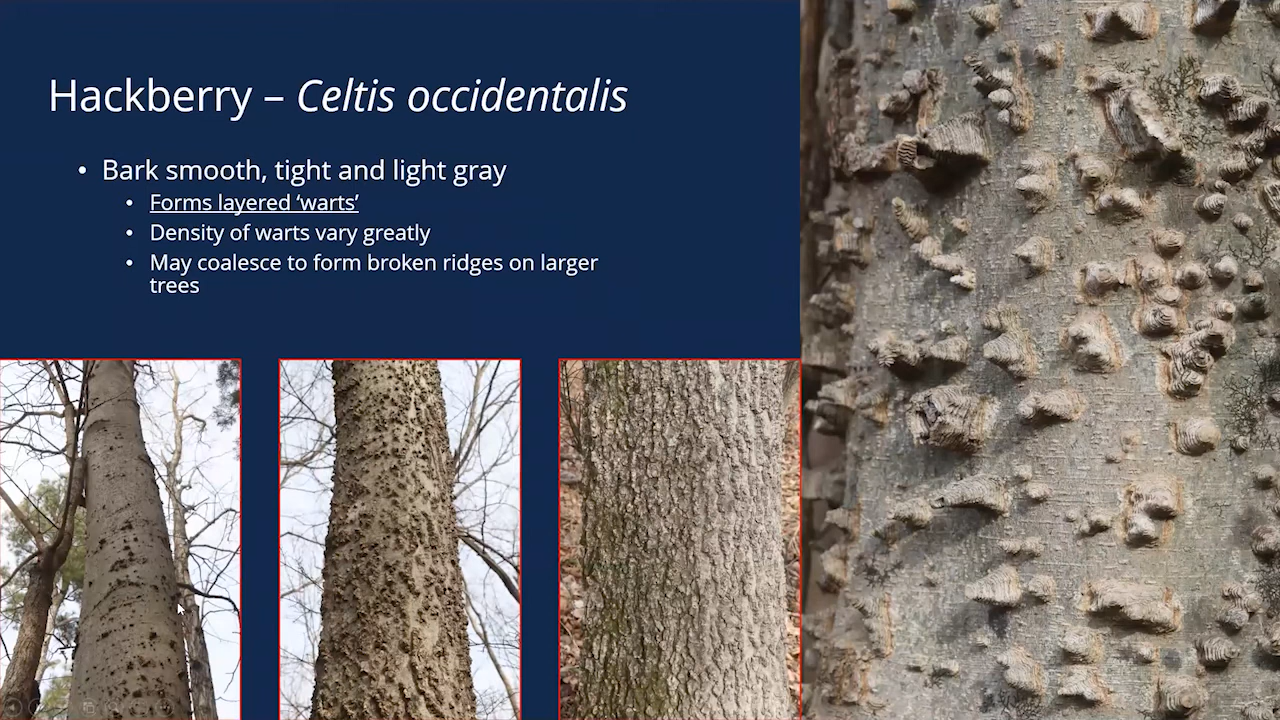 Hackberry – Celtis occidentalis
• Bark smooth, tight and light gray
• Forms layered ‘warts’
• Density of warts vary greatly
• May coalesce to form broken ridges on larger
trees